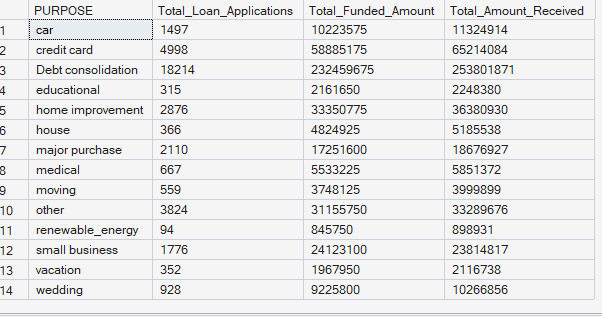 PURPOSE Total_Loan_Applications Total_Funded_Amount Total_Amount_Received
1 car 1497 10223575 11324914
2 credit card 4998 58885175 65214084
3 Debt consolidation 18214 232459675 253801871
4 educational 315 2161650 2248380
5 home improvement 2876 33350775 36380930
6 house 366 4824925 5185538
7 major purchase 2110 17251600 18676927
8 medical 667 5533225 5851372
9 moving 559 3748125 3999899
10 other 3824 31155750 33289676
11 renewable_energy 94 845750 898931
12 small business 1776 24123100 23814817
13 vacation 352 1967950 2116738
14 wedding 928 9225800 10266856